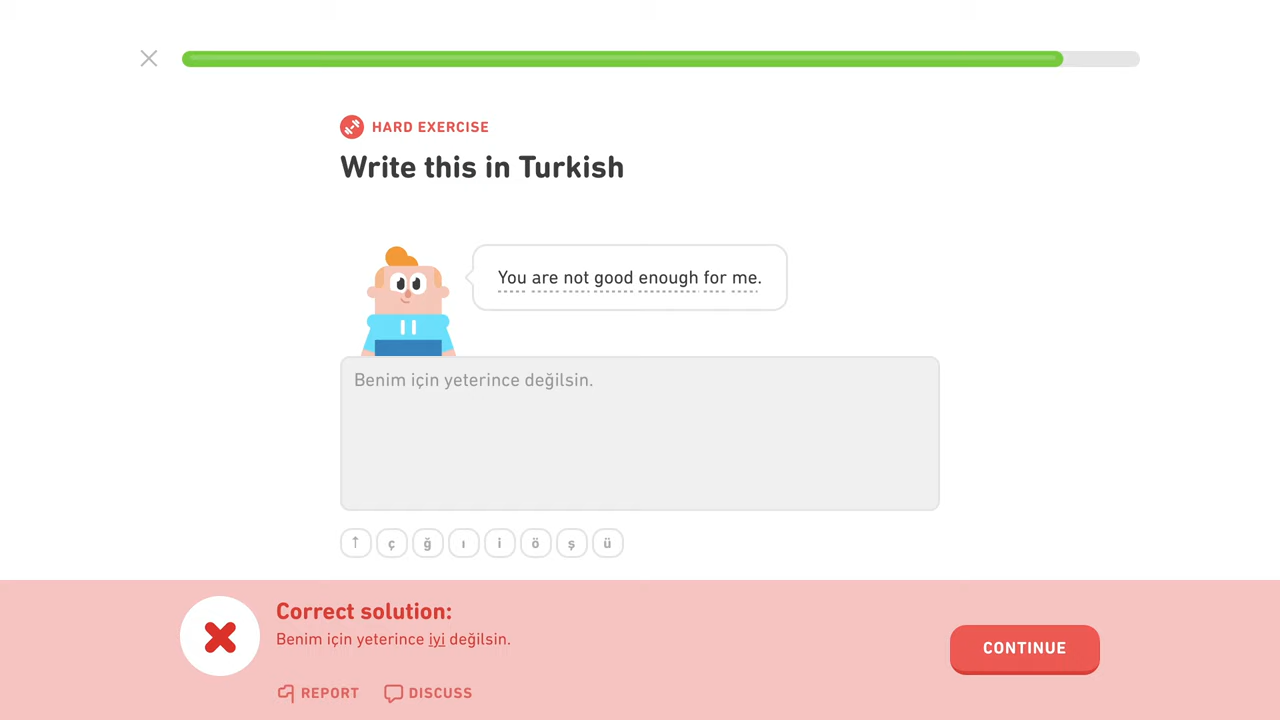 HARD EXERCISE
Write this in Turkish
You are not good enough for me.
Benim için yeterince değilsin.
↑ ç ğ ı i ö ş ü
Correct solution:
Benim için yeterince iyi değilsin.
CONTINUE
REPORT DISCUSS